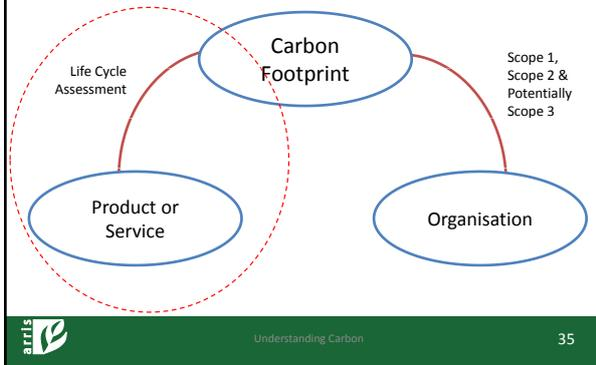 Carbon
Footprint
Life Cycle
Assessment
Scope 1,
Scope 2 &
Potentially
Scope 3
Product or
Service
Organisation
arris
Understanding Carbon
35